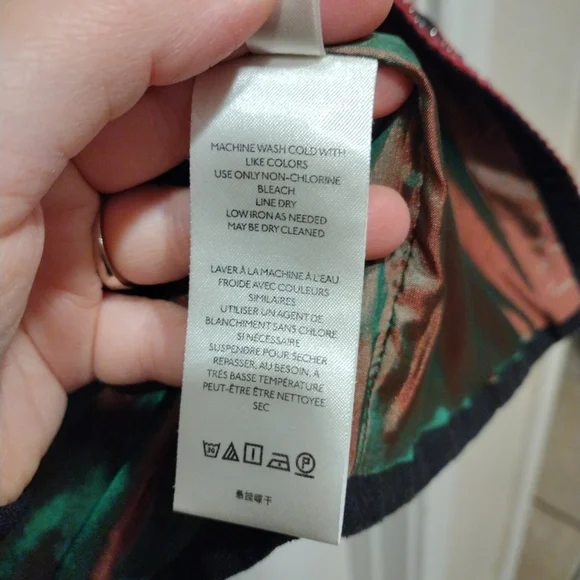 MACHINE WASH COLD WITH
LIKE COLORS
USE ONLY NON-CHLORINE
BLEACH
LINE DRY
LOW IRON AS NEEDED
MAY BE DRY CLEANED
LAVER À LA MACHINE À L'EAU
FROIDE AVEC COULEURS
SIMILAIRES
UTILISER UN AGENT DE
BLANCHIMENT SANS CHLORE
SI NÉCESSAIRE
SUSPENDRE POUR SÉCHER
REPASSER, AU BESOIN, À
TRÈS BASSE TEMPÉRATURE
PEUT-ÊTRE ÊTRE NETTOYEE
SEC
30
P